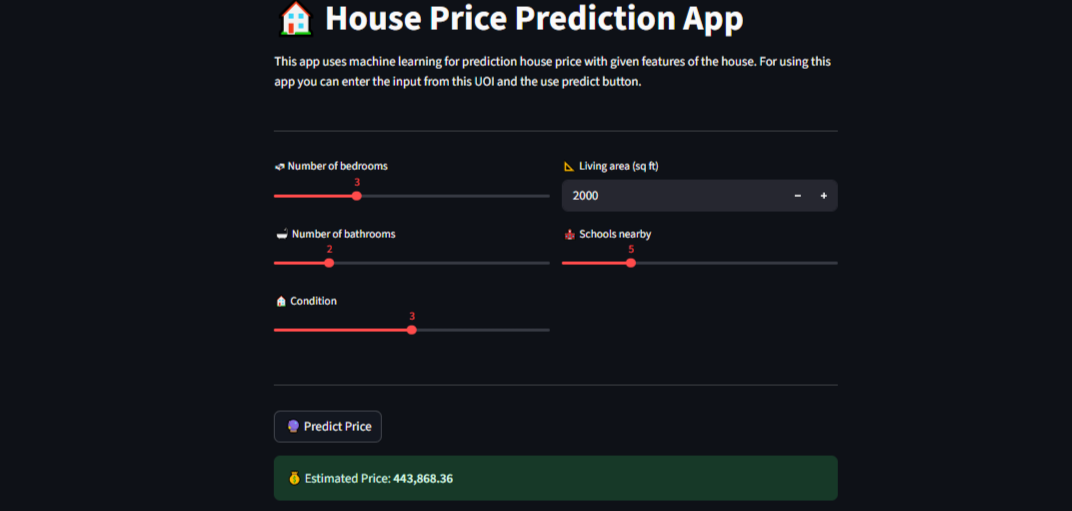 House Price Prediction App
This app uses machine learning for prediction house price with given features of the house. For using this
app you can enter the input from this UOI and the use predict button.
Number of bedrooms
3
Living area (sq ft)
2000
Number of bathrooms
2
Schools nearby
5
Condition
3
Predict Price
Estimated Price: 443,868.36